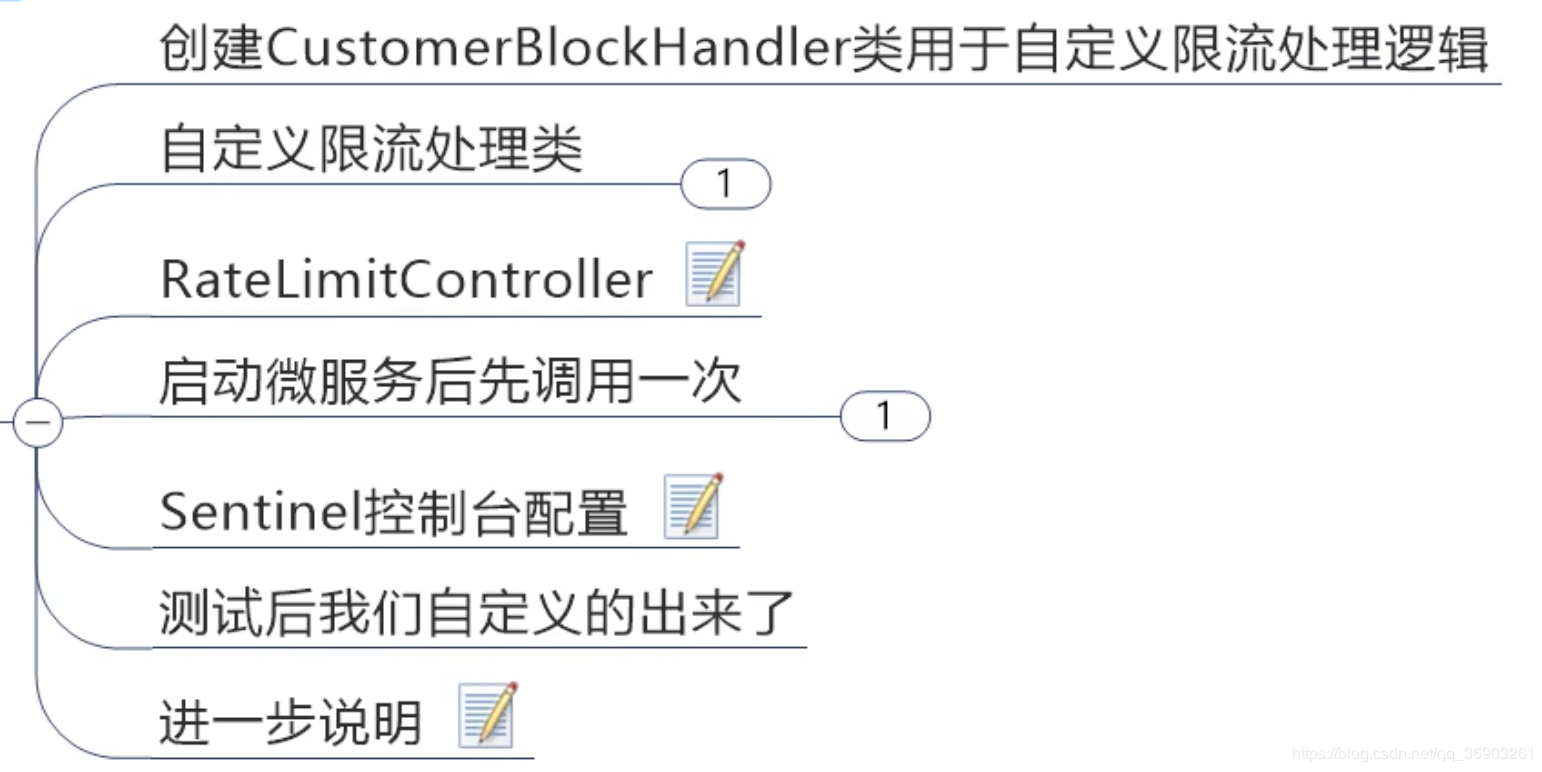 创建CustomerBlockHandler类用于自定义限流处理逻辑
自定义限流处理类
1
RateLimitController
启动微服务后先调用一次
1
Sentinel控制台配置
测试后我们自定义的出来了
进一步说明
https://blog.csdn.net/qq_36903261